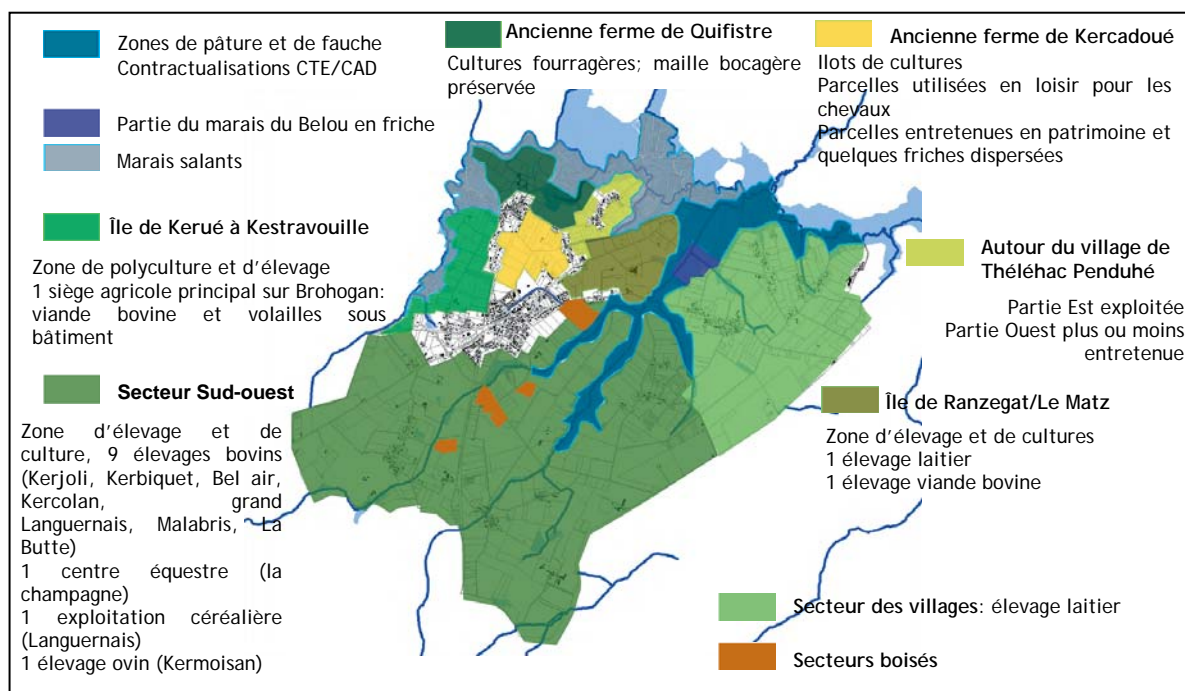 Zones de pâture et de fauche
Contractualisations CTE/CAD
Partie du marais du Belou en friche
Marais salants
Île de Kerué à Kestravouille
Zone de polyculture et d'élevage
1 siège agricole principal sur Brohogan:
viande bovine et volailles sous
bâtiment
Secteur Sud-ouest
Zone d'élevage et de
culture, 9 élevages bovins
(Kerjoli, Kerbiquet, Bel air,
Kercolan, grand
Languernais, Malabris, La
Butte)
1 centre équestre (la
champagne)
1 exploitation céréalière
(Languernais)
1 élevage ovin (Kermoisan)
Ancienne ferme de Quifistre
Cultures fourragères; maille bocagère
préservée
Ancienne ferme de Kercadoué
Ilots de cultures
Parcelles utilisées en loisir pour les
chevaux
Parcelles entretenues en patrimoine et
quelques friches dispersées
Autour du village de
Théléhac Penduhé
Partie Est exploitée
Partie Ouest plus ou moins
entretenue
Île de Ranzegat/Le Matz
Zone d'élevage et de cultures
1 élevage laitier
1 élevage viande bovine
Secteur des villages: élevage laitier
Secteurs boisés